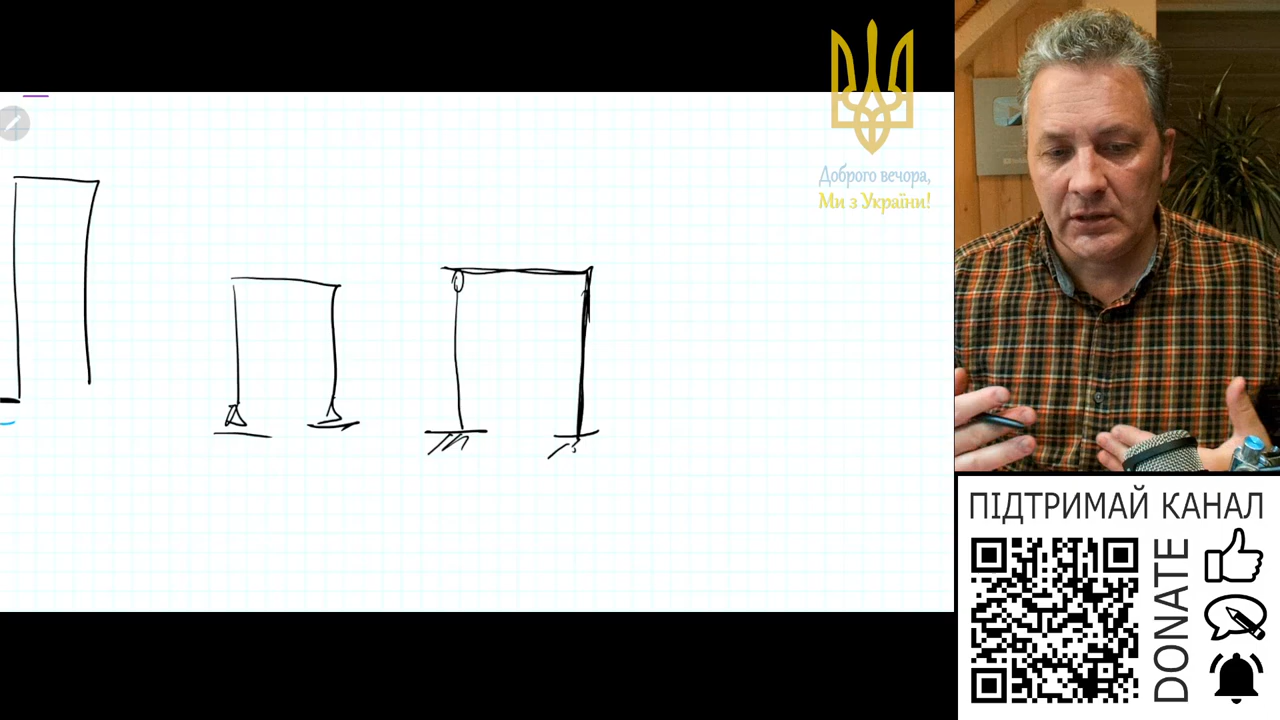 Доброго вечора,
Ми з України!
ПІДТРИМАЙ КАНАЛ
DONATE